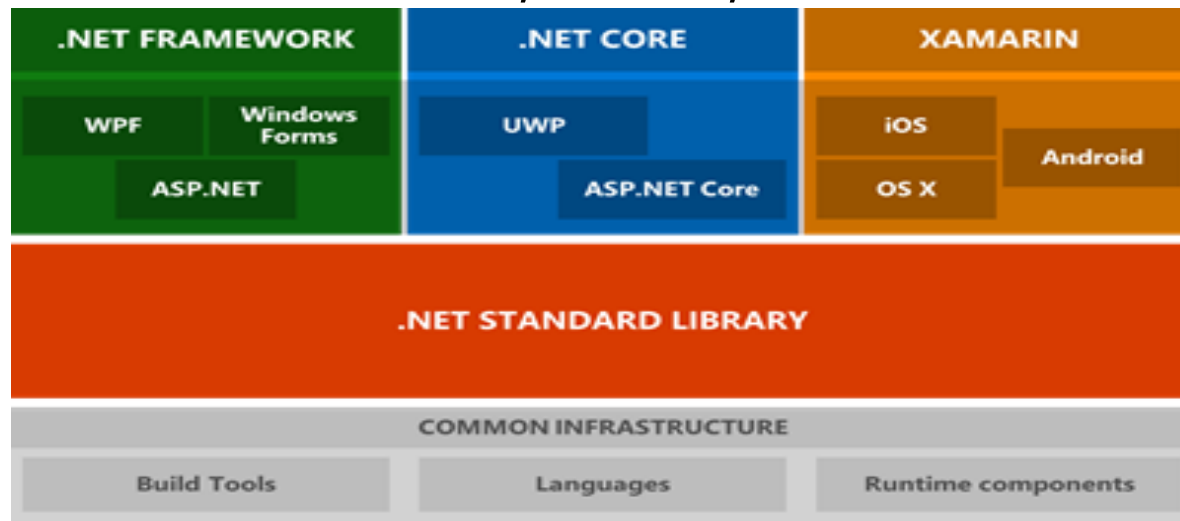 .NET FRAMEWORK
.NET CORE
XAMARIN
WPF
Windows
Forms
ASP.NET
UWP
ASP.NET Core
iOS
Android
OS X
.NET STANDARD LIBRARY
COMMON INFRASTRUCTURE
Build Tools
Languages
Runtime components